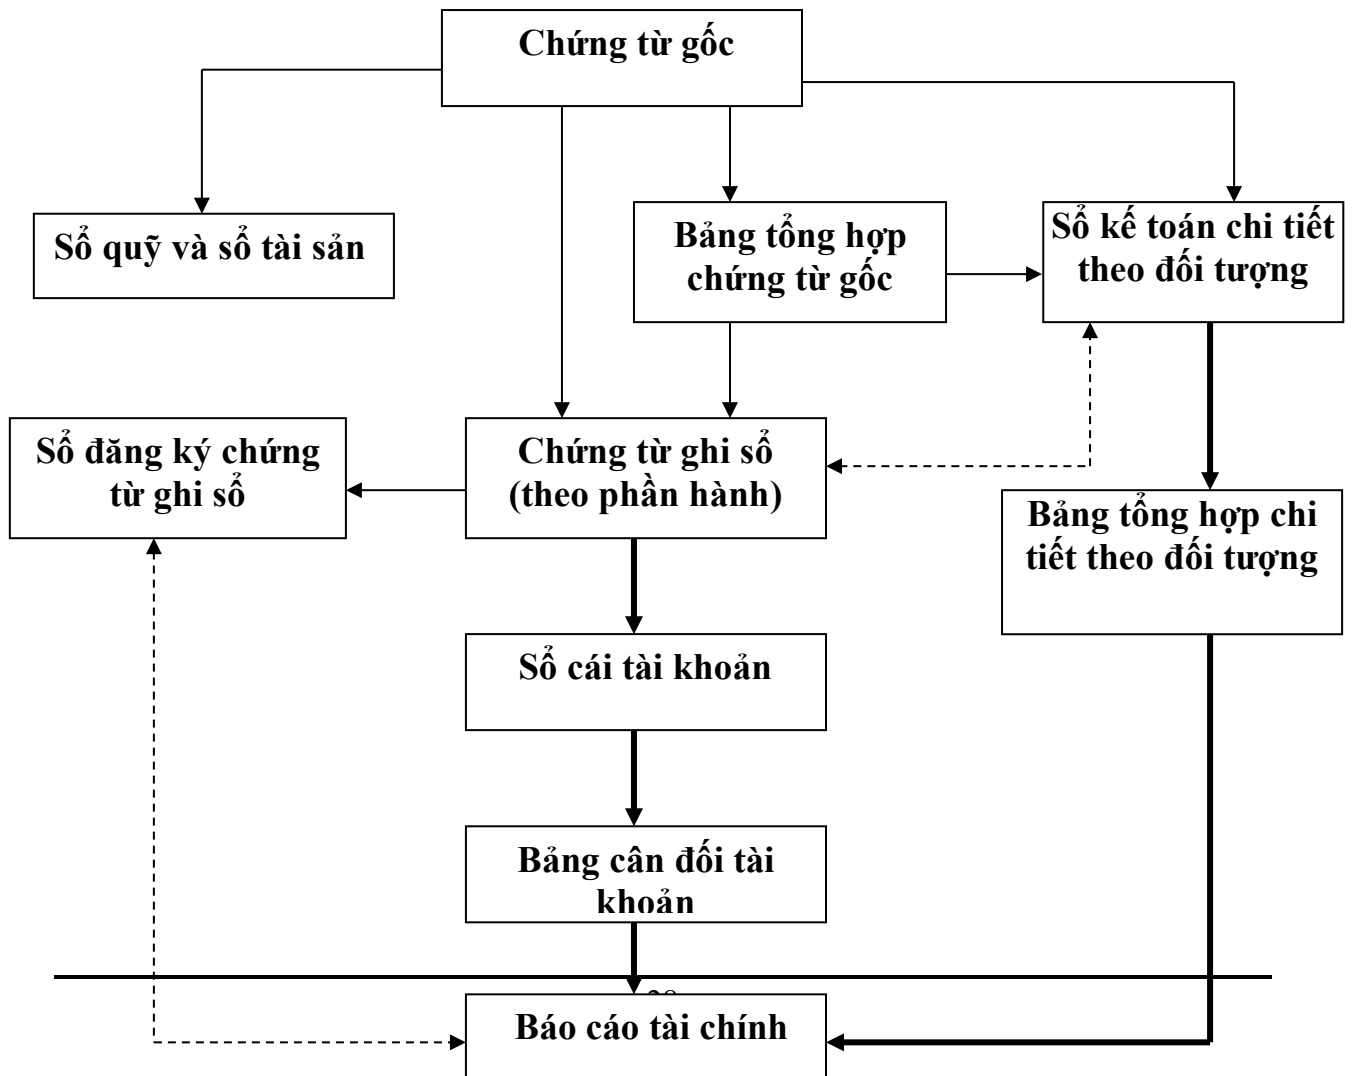 Chứng từ gốc
Sổ quỹ và sổ tài sản
Bảng tổng hợp
chứng từ gốc
Sổ kế toán chi tiết
theo đối tượng
Sổ đăng ký chứng
từ ghi sổ
Chứng từ ghi sổ
(theo phần hành)
Bảng tổng hợp chi
tiết theo đối tượng
Sổ cái tài khoản
Bảng cân đối tài
khoản
Báo cáo tài chính